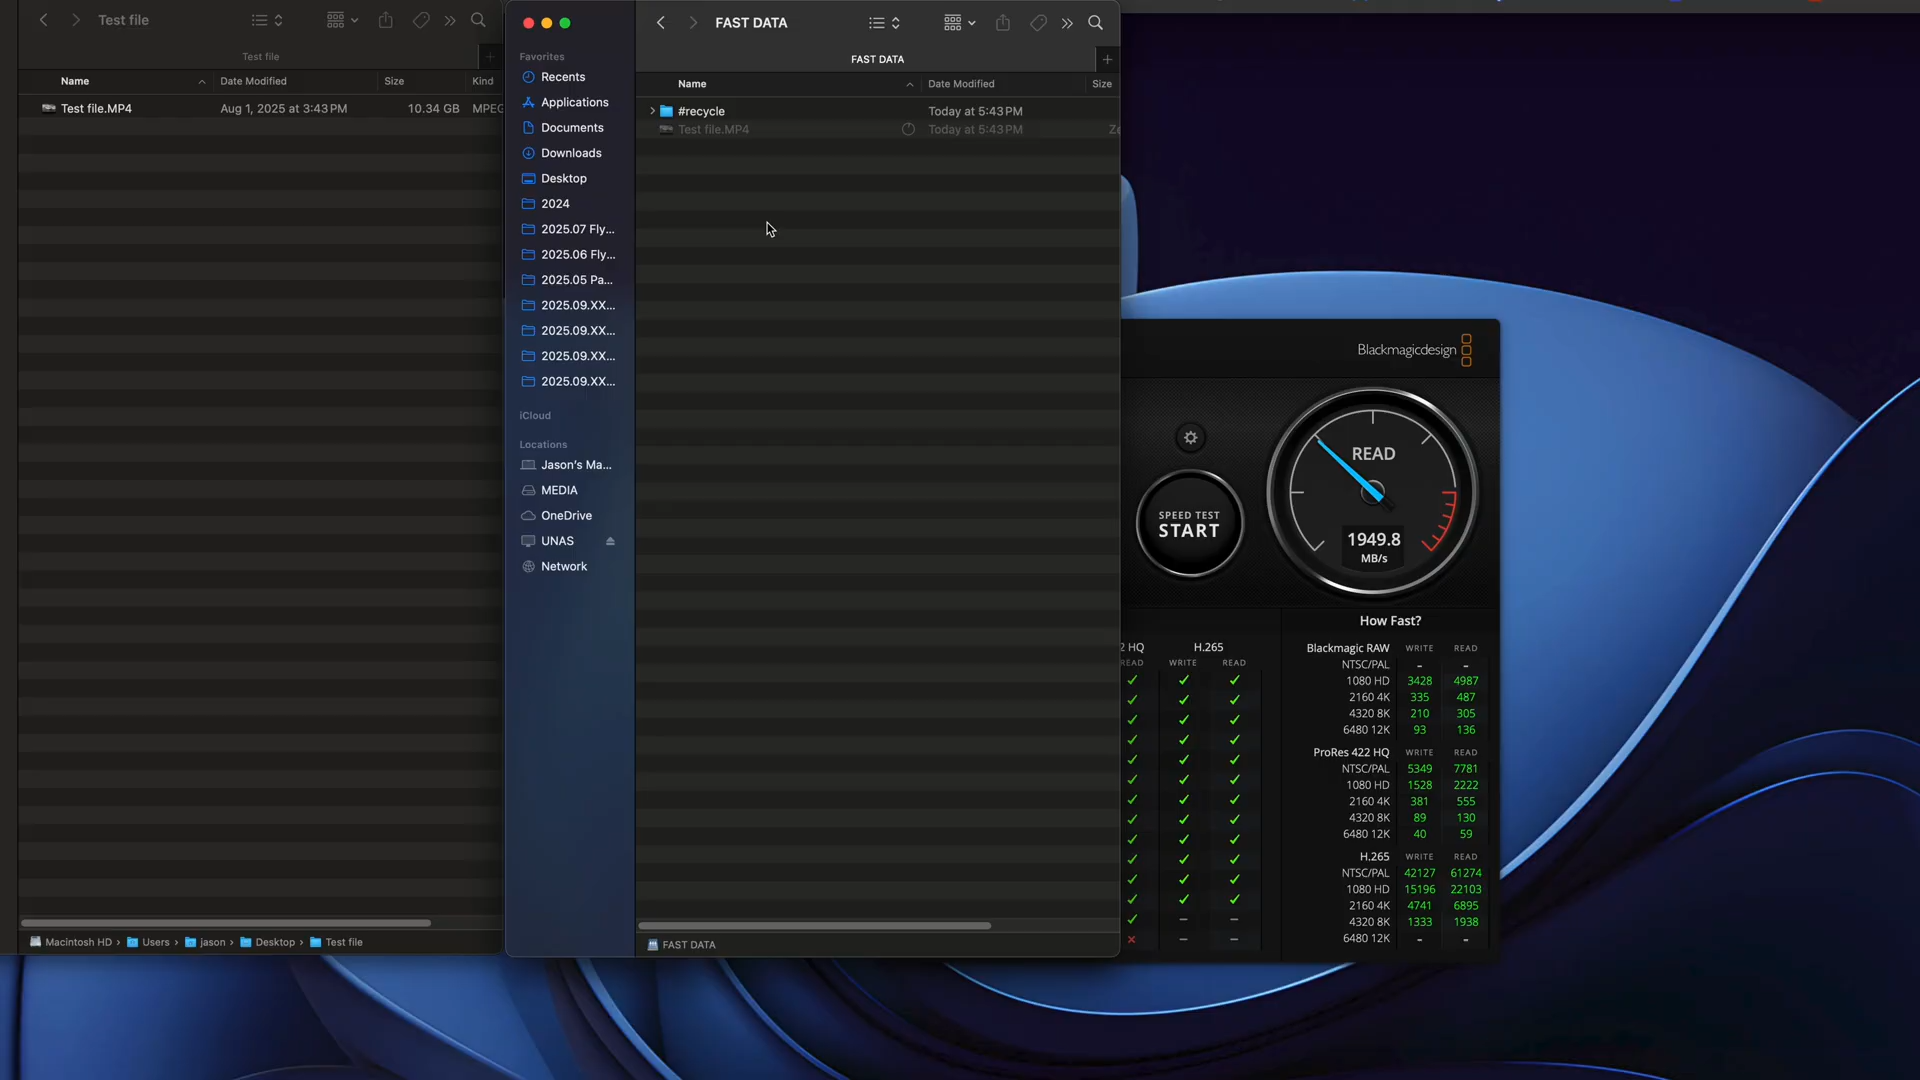 Test file
Test file
Name
Date Modified
Size
Kind
Test file.MP4
Aug 1, 2025 at 3:43 PM
10.34 GB
MPEG
Macintosh HD › Users › jason › Desktop › Test file
Favorites
Recents
Applications
Documents
Downloads
Desktop
2024
2025.07 Fly...
2025.06 Fly...
2025.05 Pa...
2025.09.XX...
2025.09.XX...
2025.09.XX...
2025.09.XX...
iCloud
Locations
Jason's Ma...
MEDIA
OneDrive
UNAS
Network
FAST DATA
FAST DATA
Name
Date Modified
Size
#recycle
Today at 5:43 PM
Test file.MP4
Today at 5:43 PM
Ze
FAST DATA
Blackmagicdesign
SPEED TEST
START
READ
1949.8
MB/s
2 HQ
H.265
READ WRITE READ
How Fast?
Blackmagic RAW WRITE READ
NTSC/PAL - -
1080 HD 3428 4987
2160 4K 335 487
4320 8K 210 305
6480 12K 93 136
ProRes 422 HQ WRITE READ
NTSC/PAL 5349 7781
1080 HD 1528 2222
2160 4K 381 555
4320 8K 89 130
6480 12K 40 59
H.265 WRITE READ
NTSC/PAL 42127 61274
1080 HD 15196 22103
2160 4K 4741 6895
4320 8K 1333 1938
6480 12K - -